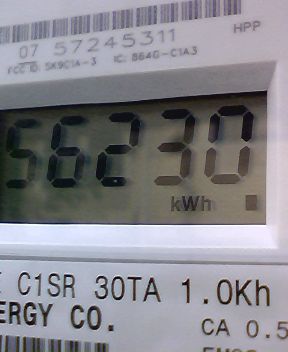 07 57245311
HPP
FCC ID: SK9C1A-3 IC: 864G-C1A3
56230
kWh
C1SR 30TA 1.0Kh
ERGY CO.
CA 0.5